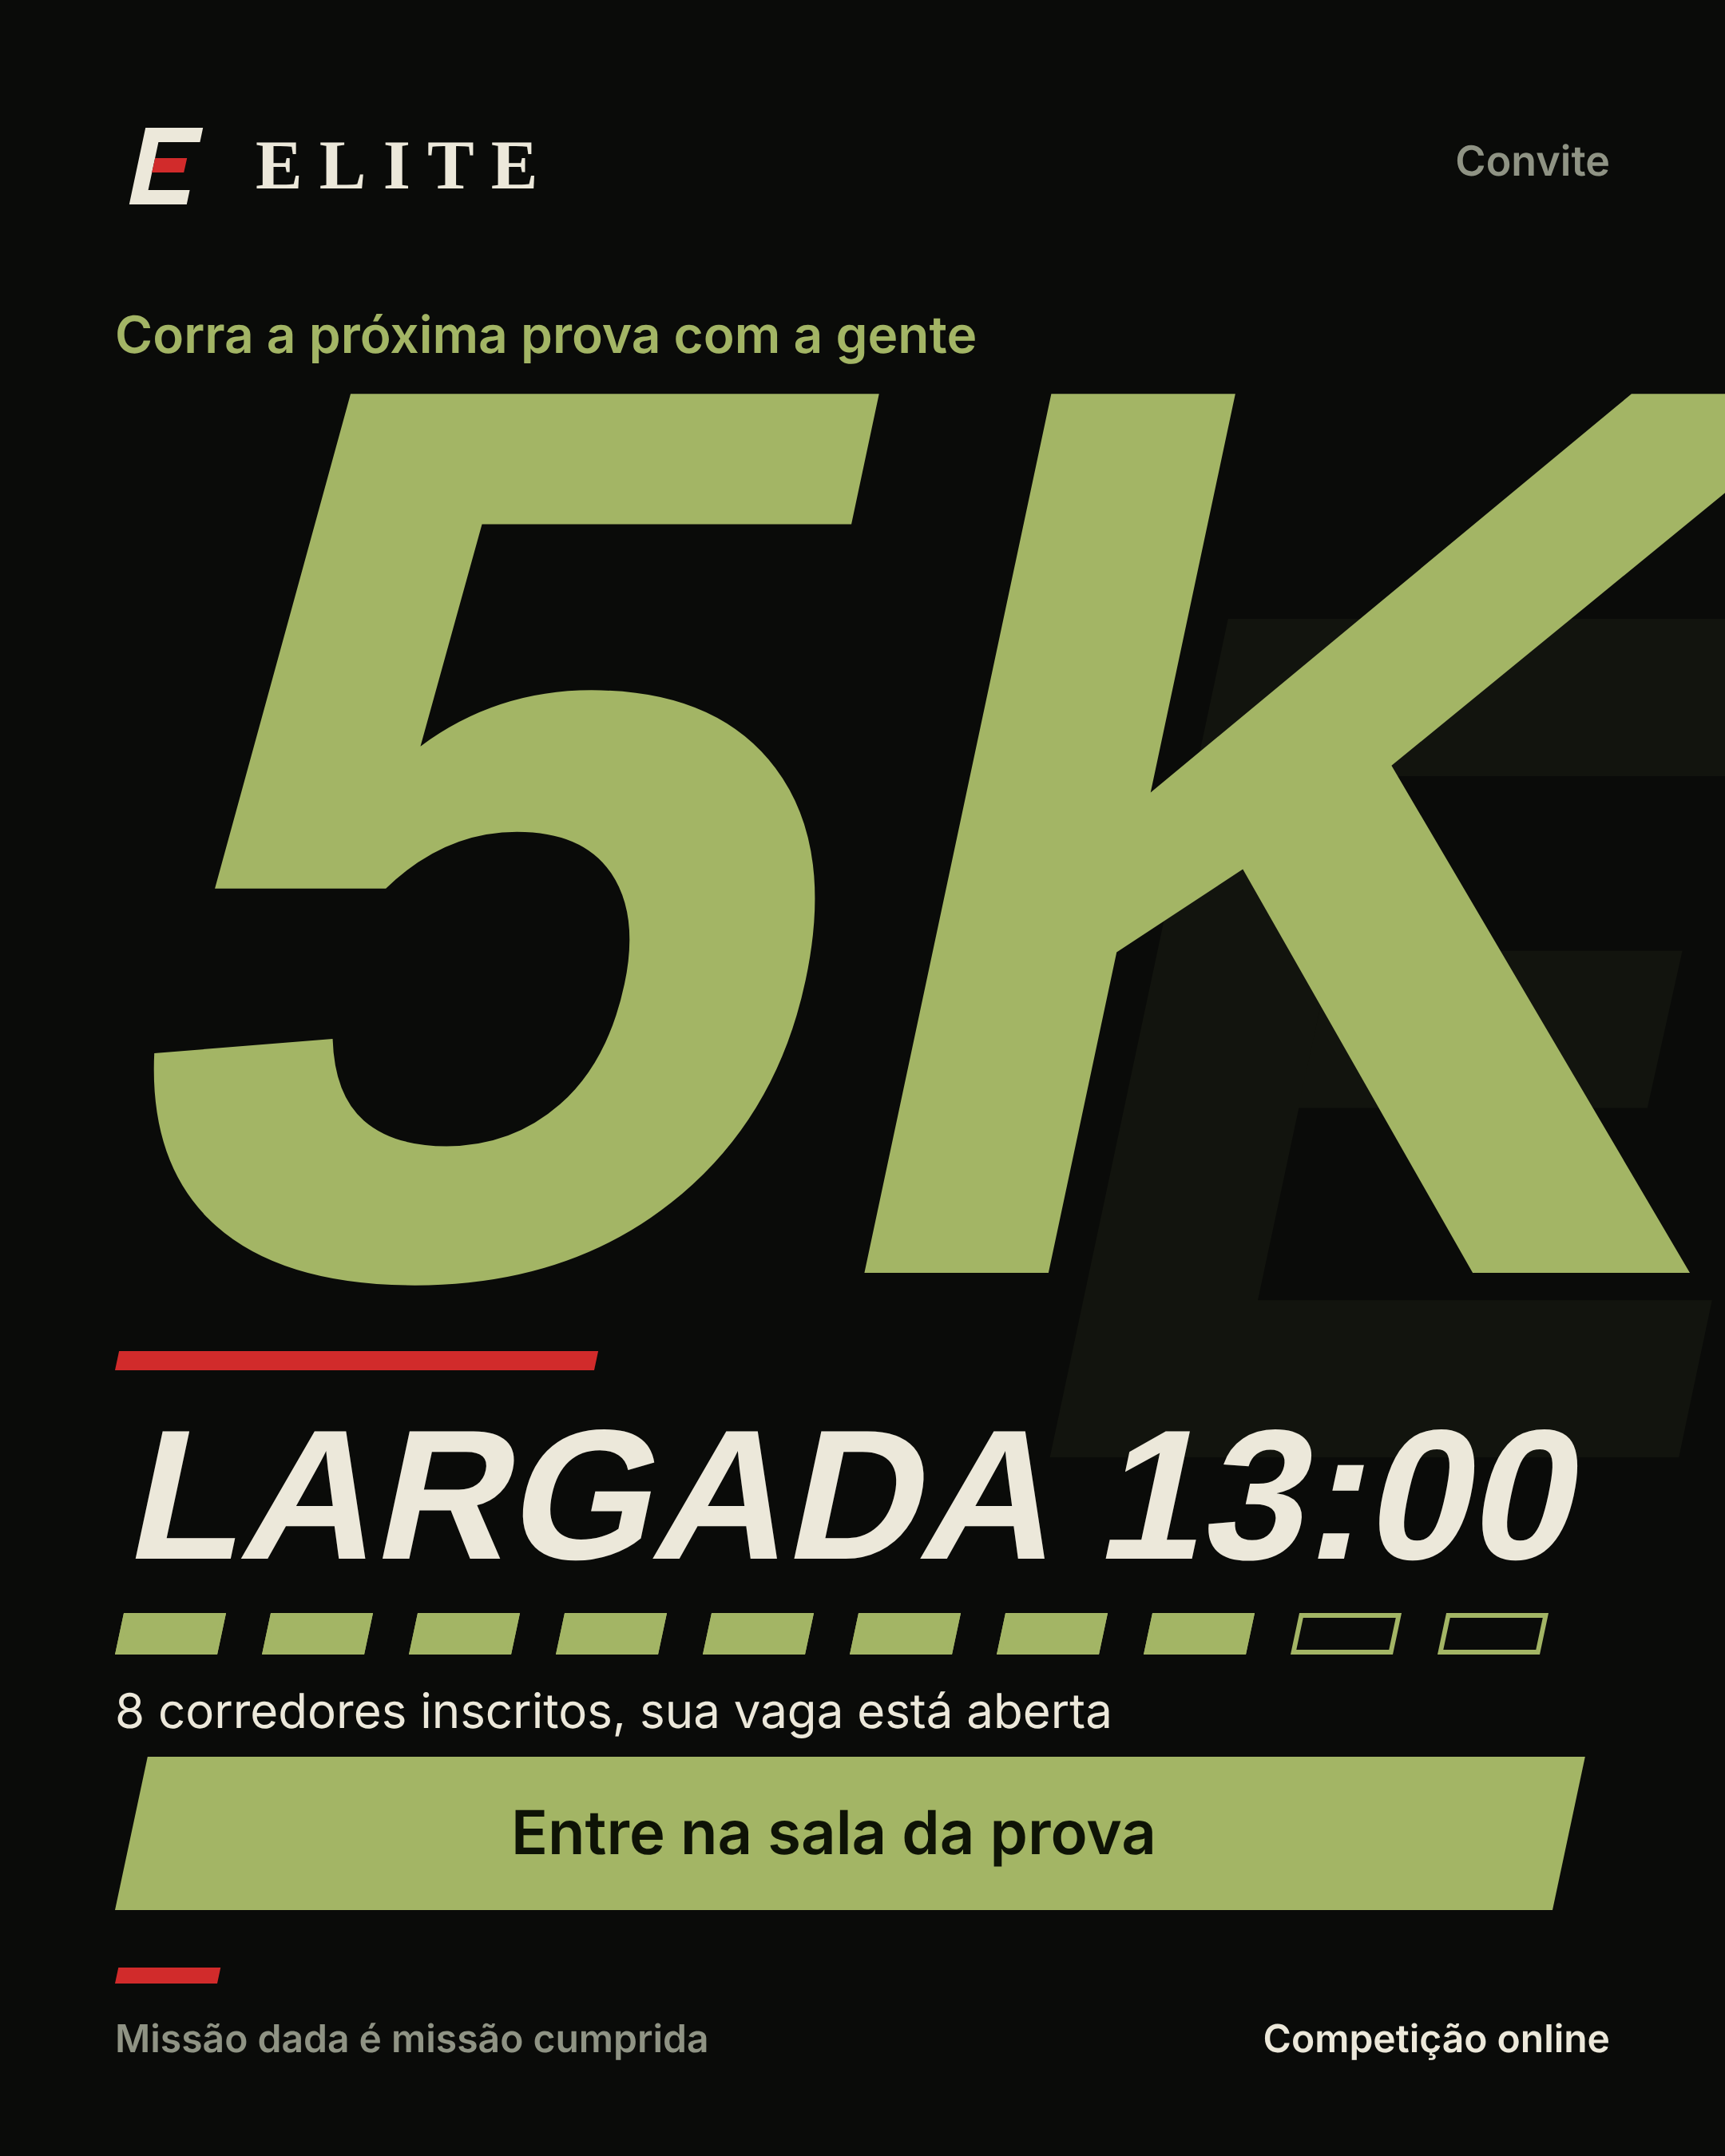 E ELITE
Convite
Corra a próxima prova com a gente
5K
LARGADA 13:00
8 corredores inscritos, sua vaga está aberta
Entre na sala da prova
Missão dada é missão cumprida
Competição online